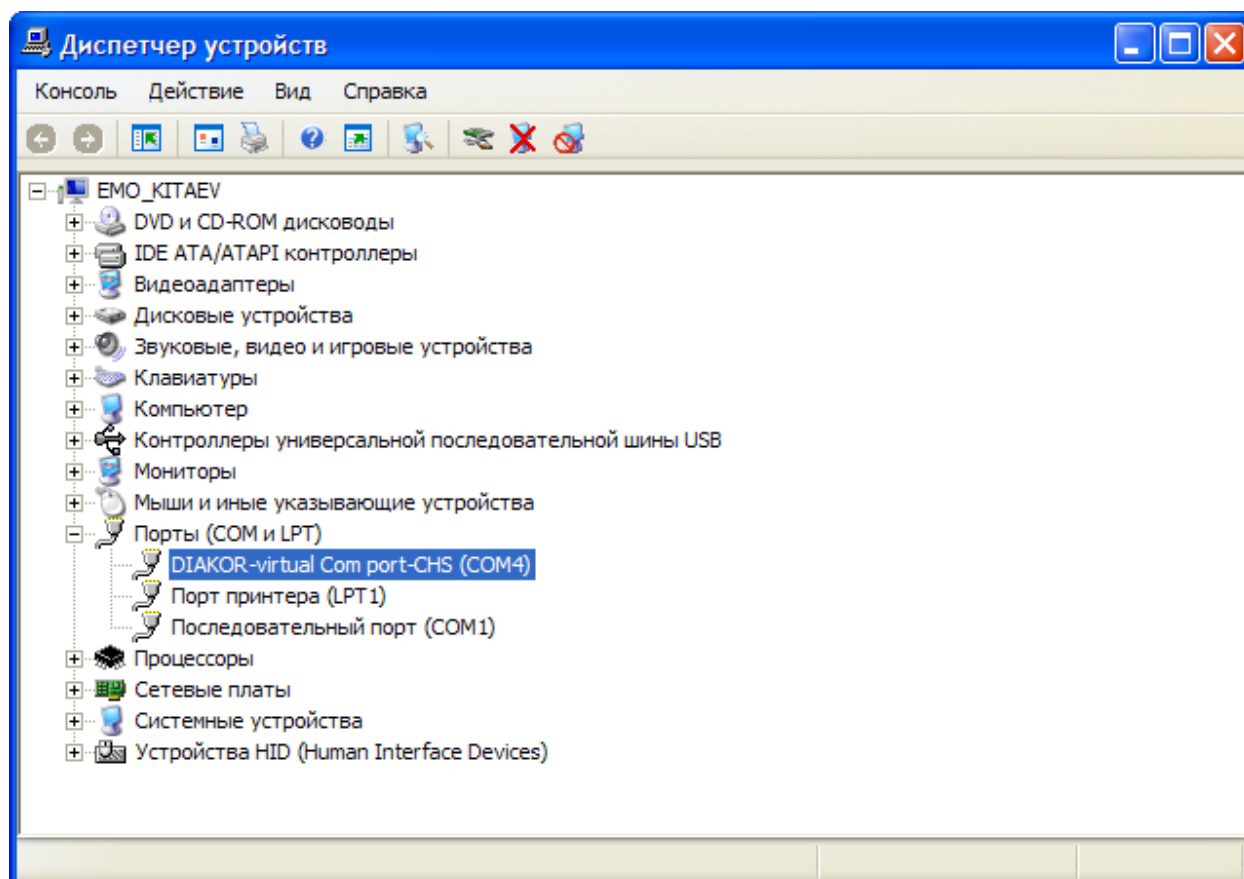 Диспетчер устройств
Консоль Действие Вид Справка
EMO_KITAEV
DVD и CD-ROM дисководы
IDE ATA/ATAPI контроллеры
Видеоадаптеры
Дисковые устройства
Звуковые, видео и игровые устройства
Клавиатуры
Компьютер
Контроллеры универсальной последовательной шины USB
Мониторы
Мыши и иные указывающие устройства
Порты (COM и LPT)
DIAKOR-virtual Com port-CHS (COM4)
Порт принтера (LPT1)
Последовательный порт (COM1)
Процессоры
Сетевые платы
Системные устройства
Устройства HID (Human Interface Devices)